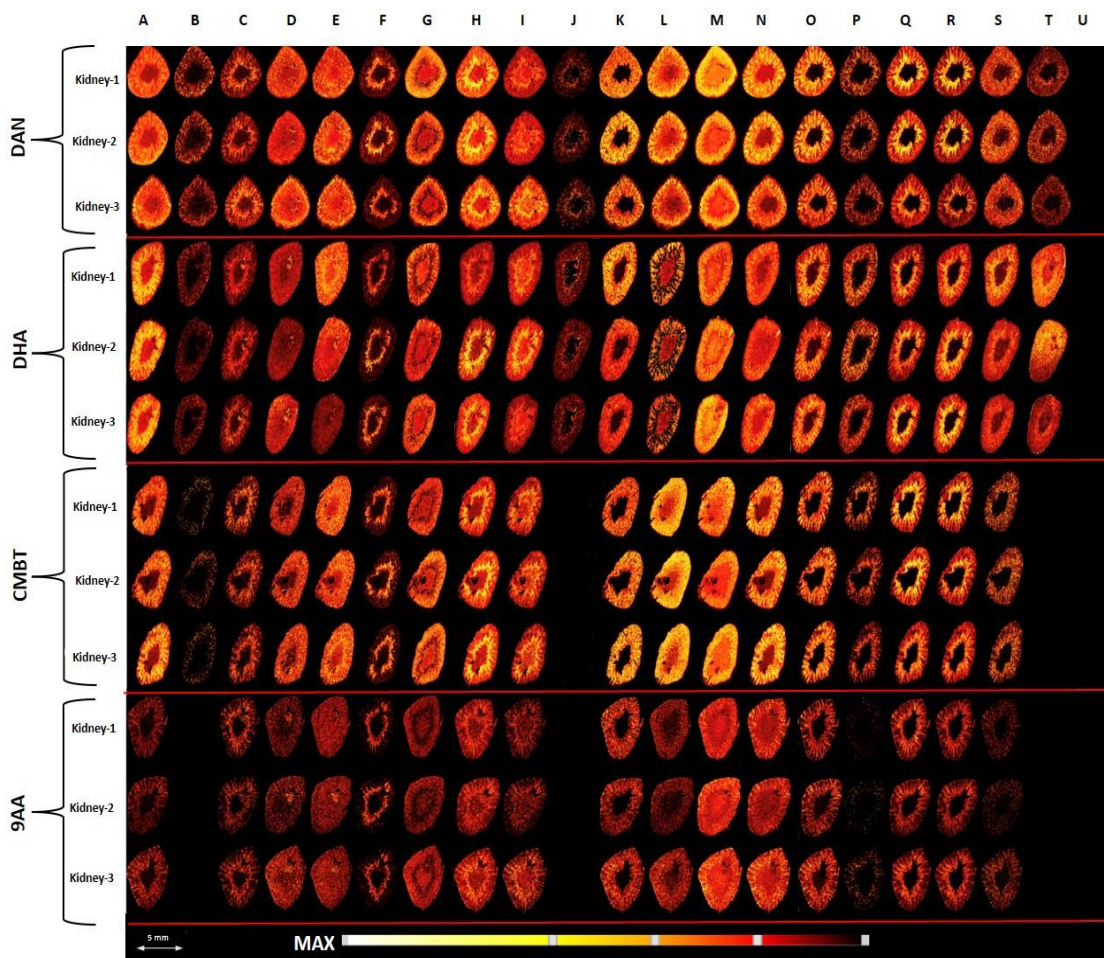 A B C D E F G H I J K L M N O P Q R S T U
DAN
Kidney-1
Kidney-2
Kidney-3
DHA
Kidney-1
Kidney-2
Kidney-3
CMBT
Kidney-1
Kidney-2
Kidney-3
9AA
Kidney-1
Kidney-2
Kidney-3
5 mm
MAX